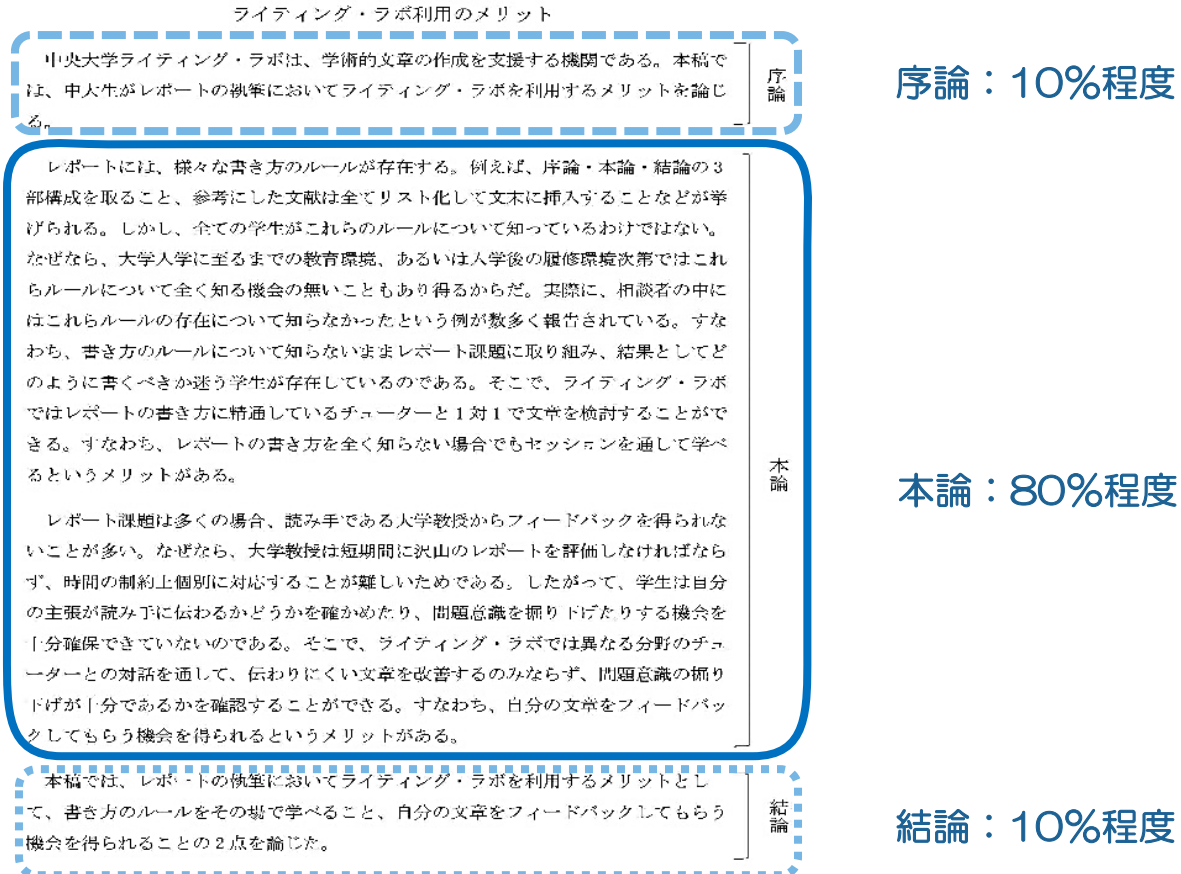 ライティング・ラボ利用のメリット
中央大学ライティング・ラボは、学術的文章の作成を支援する機関である。本稿で
は、中大生がレポートの執筆においてライティング・ラボを利用するメリットを論じ
る。
序論
序論：10%程度
レポートには、様々な書き方のルールが存在する。例えば、序論・本論・結論の3
部構成を取ること、参考にした文献は全てリスト化して文末に挿入することなどが挙
げられる。しかし、全ての学生がこれらのルールについて知っているわけではない。
なぜなら、大学入学に至るまでの教育環境、あるいは入学後の履修環境次第ではこれ
らルールについて全く知る機会の無いこともあり得るからだ。実際に、相談者の中に
はこれらルールの存在について知らなかったという例が数多く報告されている。すな
わち、書き方のルールについて知らないままレポート課題に取り組み、結果としてど
のように書くべきか迷う学生が存在しているのである。そこで、ライティング・ラボ
ではレポートの書き方に精通しているチューターと1対1で文章を検討することがで
きる。すなわち、レポートの書き方を全く知らない場合でもセッションを通して学べ
るというメリットがある。
レポート課題は多くの場合、読み手である大学教授からフィードバックを得られな
いことが多い。なぜなら、大学教授は短期間に沢山のレポートを評価しなければなら
ず、時間の制約上個別に対応することが難しいためである。したがって、学生は自分
の主張が読み手に伝わるかどうかを確かめたり、問題意識を掘り下げたりする機会を
十分確保できていないのである。そこで、ライティング・ラボでは異なる分野のチュ
ーターとの対話を通して、伝わりにくい文章を改善するのみならず、問題意識の掘り
下げが十分であるかを確認することができる。すなわち、自分の文章をフィードバッ
クしてもらう機会を得られるというメリットがある。
本論
本論：80%程度
本稿では、レポートの執筆においてライティング・ラボを利用するメリットとし
て、書き方のルールをその場で学べること、自分の文章をフィードバックしてもらう
機会を得られることの2点を論じた。
結論
結論：10%程度